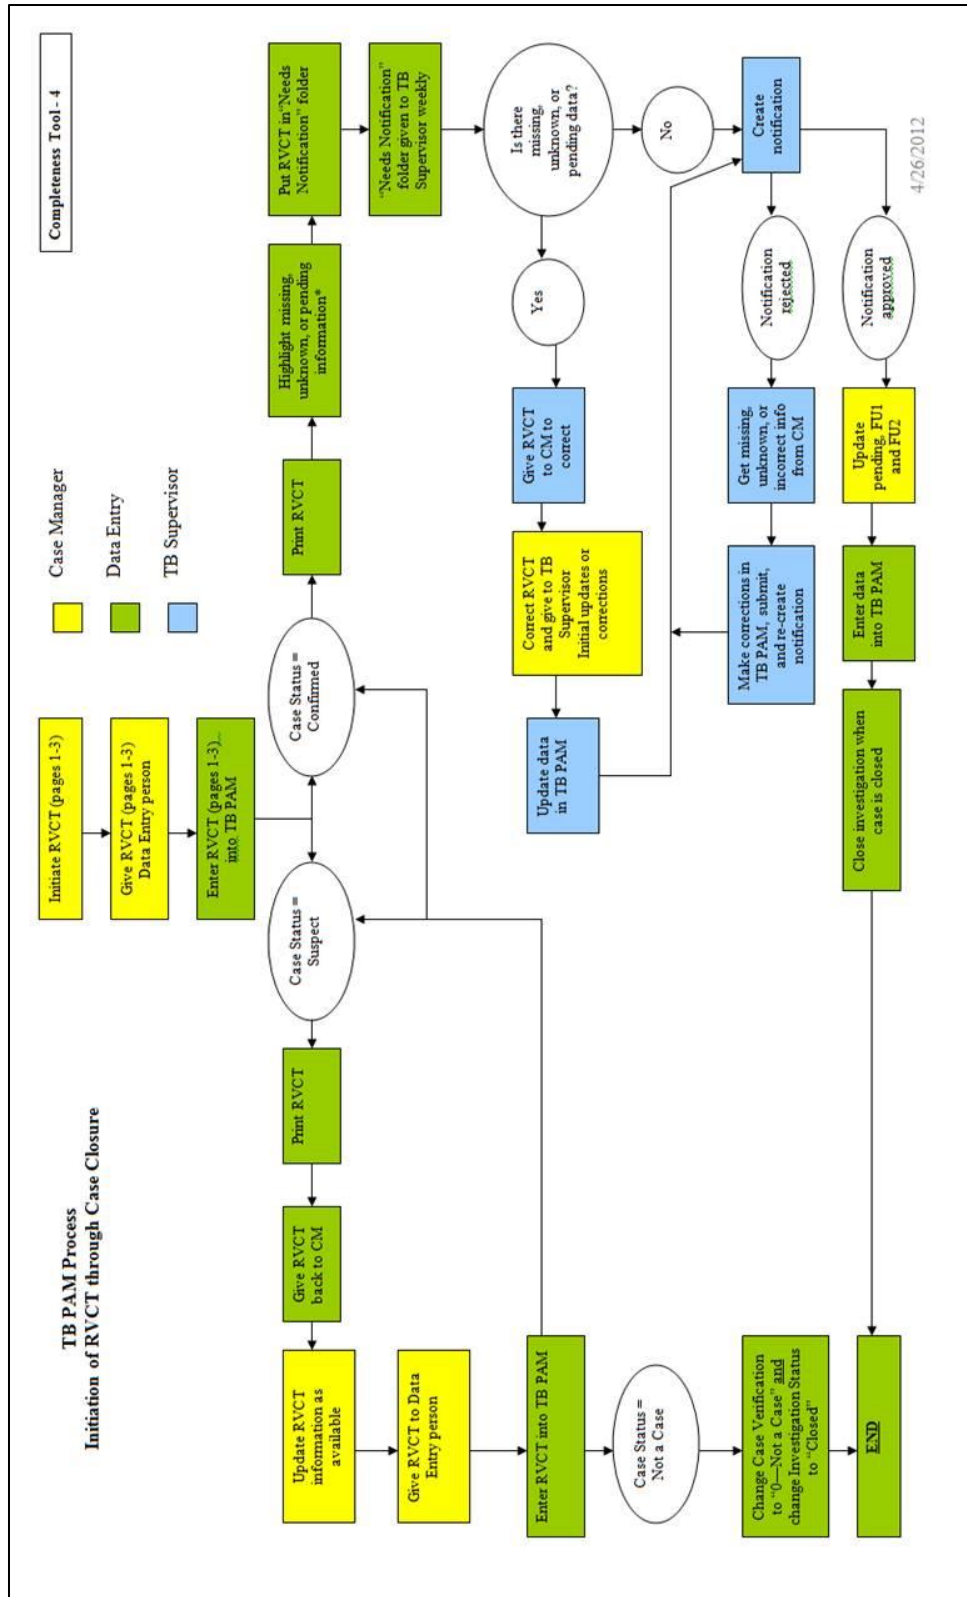 Completeness Tool - 4
TB PAM Process
Initiation of RVCT through Case Closure
Case Manager
Data Entry
TB Supervisor
Initiate RVCT (pages 1-3)
Give RVCT (pages 1-3)
Data Entry person
Enter RVCT (pages 1-3)
into TB PAM
Case Status =
Suspect
Case Status =
Confirmed
Print RVCT
Give RVCT
back to CM
Update RVCT
information as
available
Give RVCT to Data
Entry person
Enter RVCT into TB PAM
Case Status =
Not a Case
Change Case Verification
to “0—Not a Case” and
change Investigation Status
to “Closed”
END
Print RVCT
Highlight missing,
unknown, or pending
information*
Put RVCT in“Needs
Notification” folder
“Needs Notification”
folder given to TB
Supervisor weekly
Is there
missing,
unknown, or
pending data?
Yes
No
Give RVCT
to CM to
correct
Correct RVCT
and give to TB
Supervisor
Initial updates or
corrections
Update data
in TB PAM
Create
notification
Notification
rejected
Get missing,
unknown, or
incorrect info
from CM
Make corrections in
TB PAM, submit,
and re-create
notification
Notification
approved
Update
pending, FU1
and FU2
Enter data
into TB PAM
Close investigation when
case is closed
4/26/2012